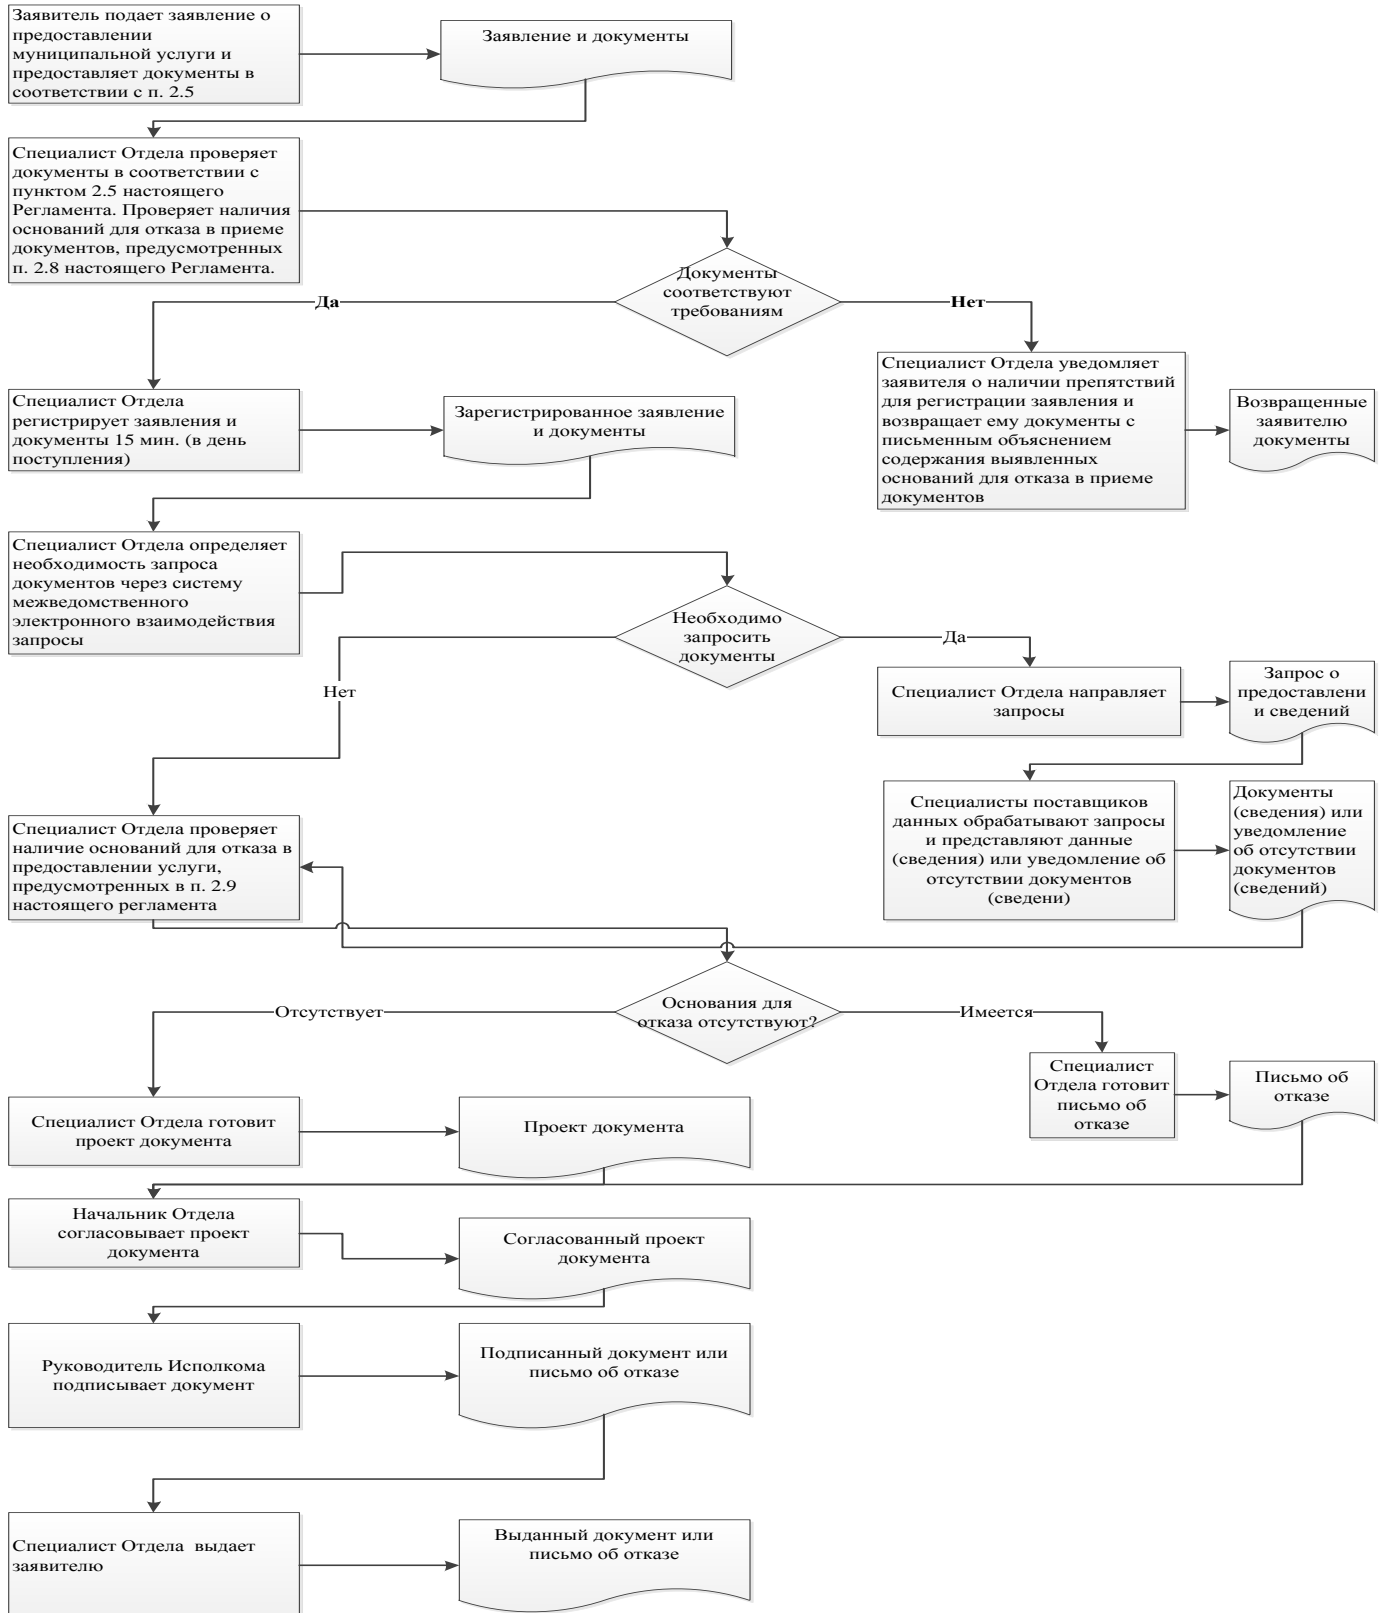 Заявитель подает заявление о
предоставлении
муниципальной услуги и
предоставляет документы в
соответствии с п. 2.5
Заявление и документы
Специалист Отдела проверяет
документы в соответствии с
пунктом 2.5 настоящего
Регламента. Проверяет наличия
оснований для отказа в приеме
документов, предусмотренных
п. 2.8 настоящего Регламента.
Документы
соответствуют
требованиям
Да
Нет
Специалист Отдела
регистрирует заявления и
документы 15 мин. (в день
поступления)
Зарегистрированное заявление
и документы
Специалист Отдела уведомляет
заявителя о наличии препятствий
для регистрации заявления и
возвращает ему документы с
письменным объяснением
содержания выявленных
оснований для отказа в приеме
документов
Возвращенные
заявителю
документы
Специалист Отдела определяет
необходимость запроса
документов через систему
межведомственного
электронного взаимодействия
запросы
Необходимо
запросить
документы
Да
Нет
Специалист Отдела направляет
запросы
Запрос о
предоставлени
и сведений
Специалисты поставщиков
данных обрабатывают запросы
и представляют данные
(сведения) или уведомление об
отсутствии документов
(сведени)
Документы
(сведения) или
уведомление
об отсутствии
документов
(сведений)
Специалист Отдела проверяет
наличие оснований для отказа в
предоставлении услуги,
предусмотренных в п. 2.9
настоящего регламента
Основания для
отказа отсутствуют?
Отсутствует
Имеется
Специалист
Отдела готовит
письмо об
отказе
Письмо об
отказе
Специалист Отдела готовит
проект документа
Проект документа
Начальник Отдела
согласовывает проект
документа
Согласованный проект
документа
Руководитель Исполкома
подписывает документ
Подписанный документ или
письмо об отказе
Специалист Отдела  выдает
заявителю
Выданный документ или
письмо об отказе